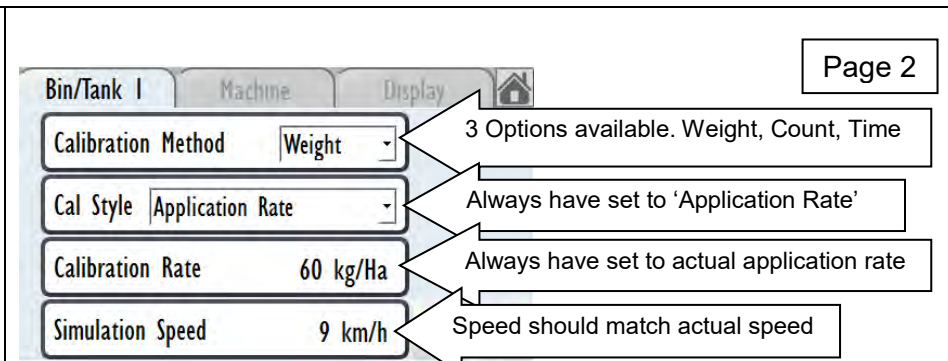 Page 2
Bin/Tank 1 Machine Display
Calibration Method Weight
3 Options available. Weight, Count, Time
Cal Style Application Rate
Always have set to ‘Application Rate’
Calibration Rate 60 kg/Ha
Always have set to actual application rate
Simulation Speed 9 km/h
Speed should match actual speed